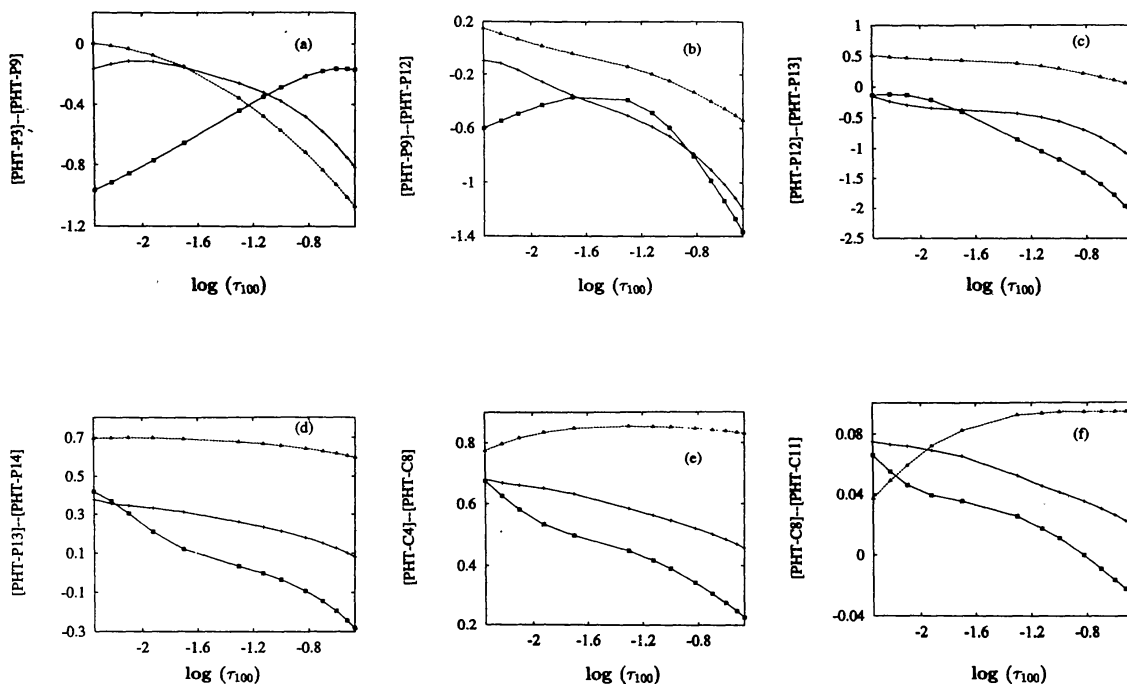 [PHT-P3]--[PHT-P9]
0
-0.4
-0.8
-1.2
(a)
-2 -1.6 -1.2 -0.8
log (τ100)
[PHT-P9]--[PHT-P12]
0.2
-0.2
-0.6
-1
-1.4
(b)
-2 -1.6 -1.2 -0.8
log (τ100)
[PHT-P12]--[PHT-P13]
1
0.5
0
-0.5
-1
-1.5
-2
-2.5
(c)
-2 -1.6 -1.2 -0.8
log (τ100)
[PHT-P13]--[PHT-P14]
0.7
0.5
0.3
0.1
-0.1
-0.3
(d)
-2 -1.6 -1.2 -0.8
log (τ100)
[PHT-C4]--[PHT-C8]
0.8
0.6
0.4
0.2
(e)
-2 -1.6 -1.2 -0.8
log (τ100)
[PHT-C8]--[PHT-C11]
0.08
0.04
0
-0.04
(f)
-2 -1.6 -1.2 -0.8
log (τ100)